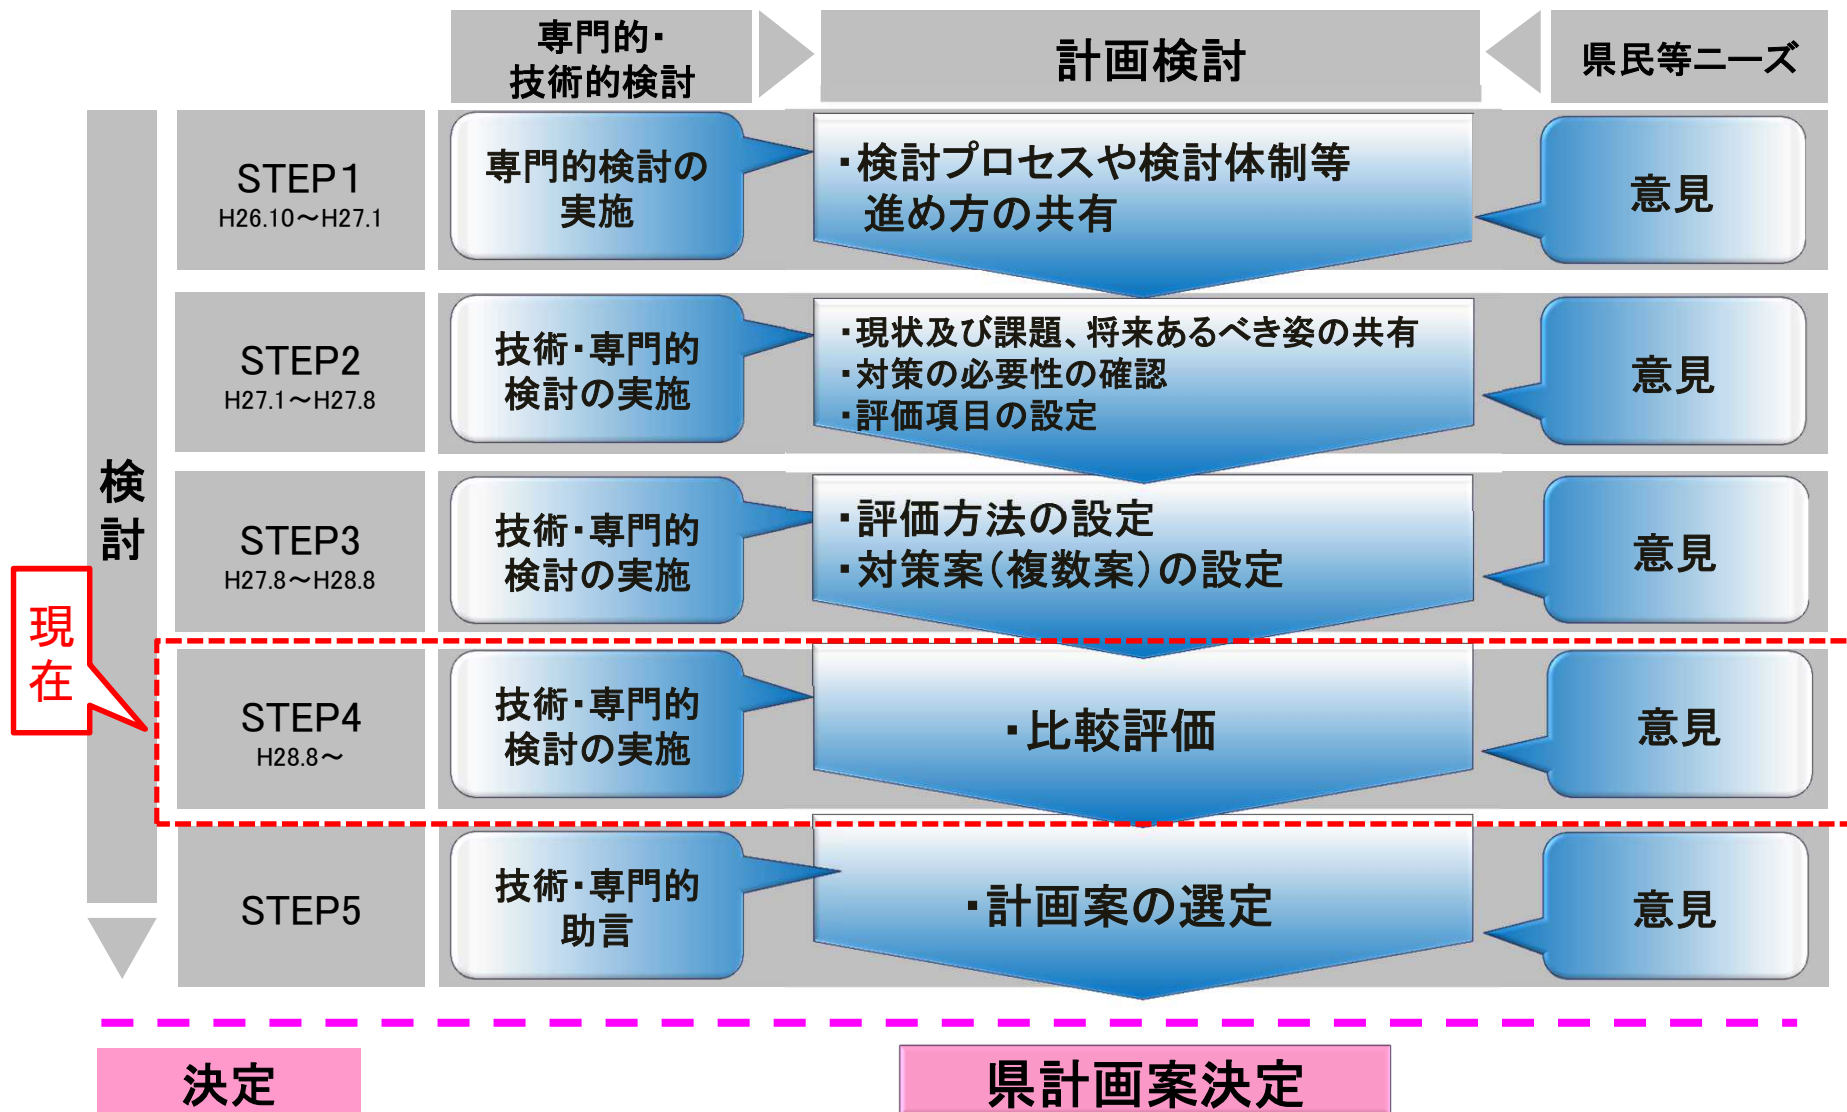 専門的・
技術的検討
計画検討
県民等ニーズ
検討
現在
STEP1
H26.10～H27.1
専門的検討の
実施
・検討プロセスや検討体制等
進め方の共有
意見
STEP2
H27.1～H27.8
技術・専門的
検討の実施
・現状及び課題、将来あるべき姿の共有
・対策の必要性の確認
・評価項目の設定
意見
STEP3
H27.8～H28.8
技術・専門的
検討の実施
・評価方法の設定
・対策案（複数案）の設定
意見
STEP4
H28.8～
技術・専門的
検討の実施
・比較評価
意見
STEP5
技術・専門的
助言
・計画案の選定
意見
決定
県計画案決定